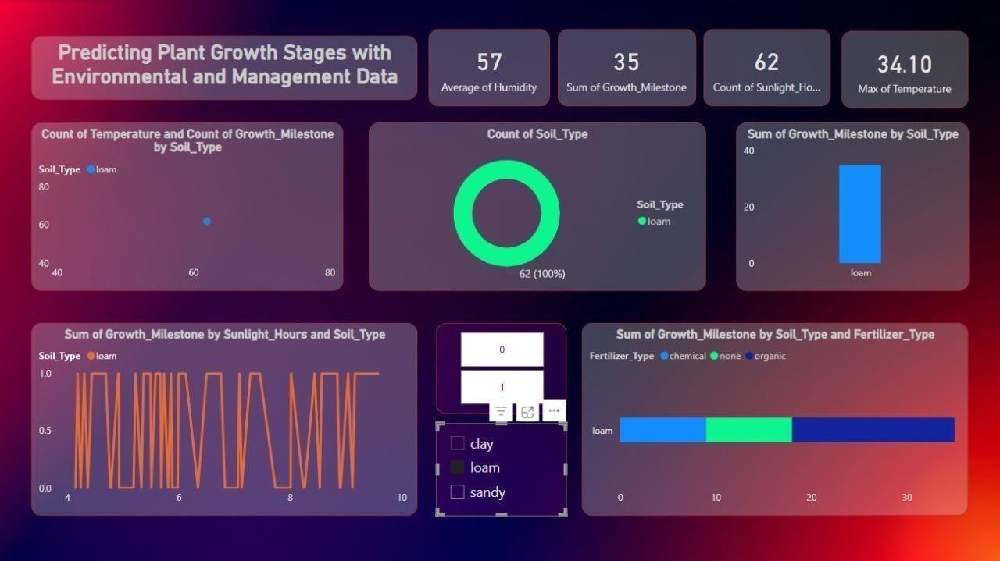 Predicting Plant Growth Stages with
Environmental and Management Data
57
Average of Humidity
35
Sum of Growth_Milestone
62
Count of Sunlight_Ho...
34.10
Max of Temperature
Count of Temperature and Count of Growth_Milestone
by Soil_Type
Soil_Type loam
80
60
40
40 60 80
Count of Soil_Type
Soil_Type
loam
62 (100%)
Sum of Growth_Milestone by Soil_Type
40
20
0
loam
Sum of Growth_Milestone by Sunlight_Hours and Soil_Type
Soil_Type loam
1.0
0.5
0.0
4 6 8 10
0
1
clay
loam
sandy
Sum of Growth_Milestone by Soil_Type and Fertilizer_Type
Fertilizer_Type chemical none organic
loam
0 10 20 30